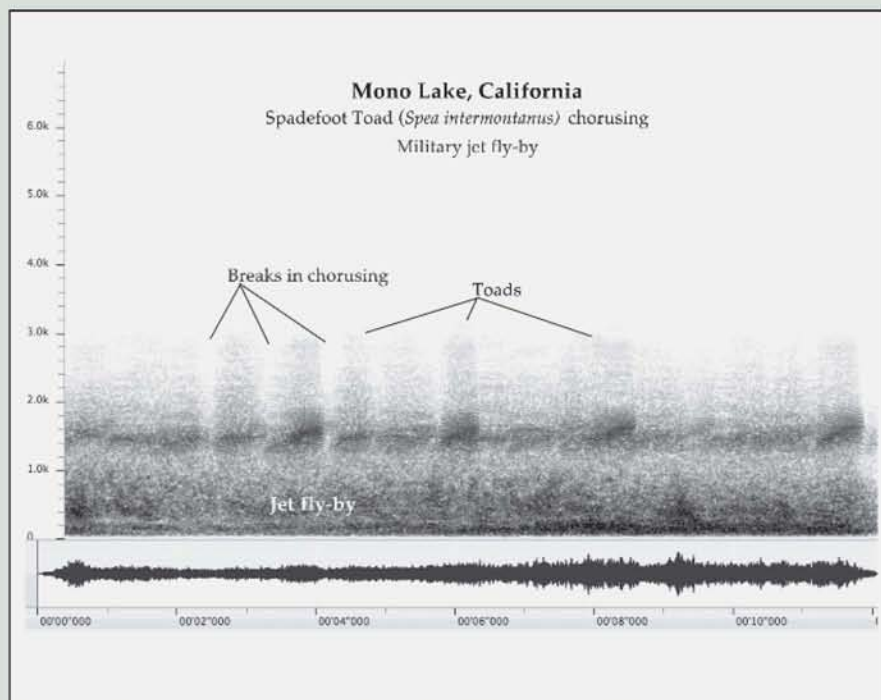 Mono Lake, California
Spadefoot Toad (Spea intermontanus) chorusing
Military jet fly-by
6.0k
5.0k
4.0k
Breaks in chorusing
Toads
3.0k
2.0k
1.0k
Jet fly-by
0
00'00"000 00'02"000 00'04"000 00'06"000 00'08"000 00'10"000